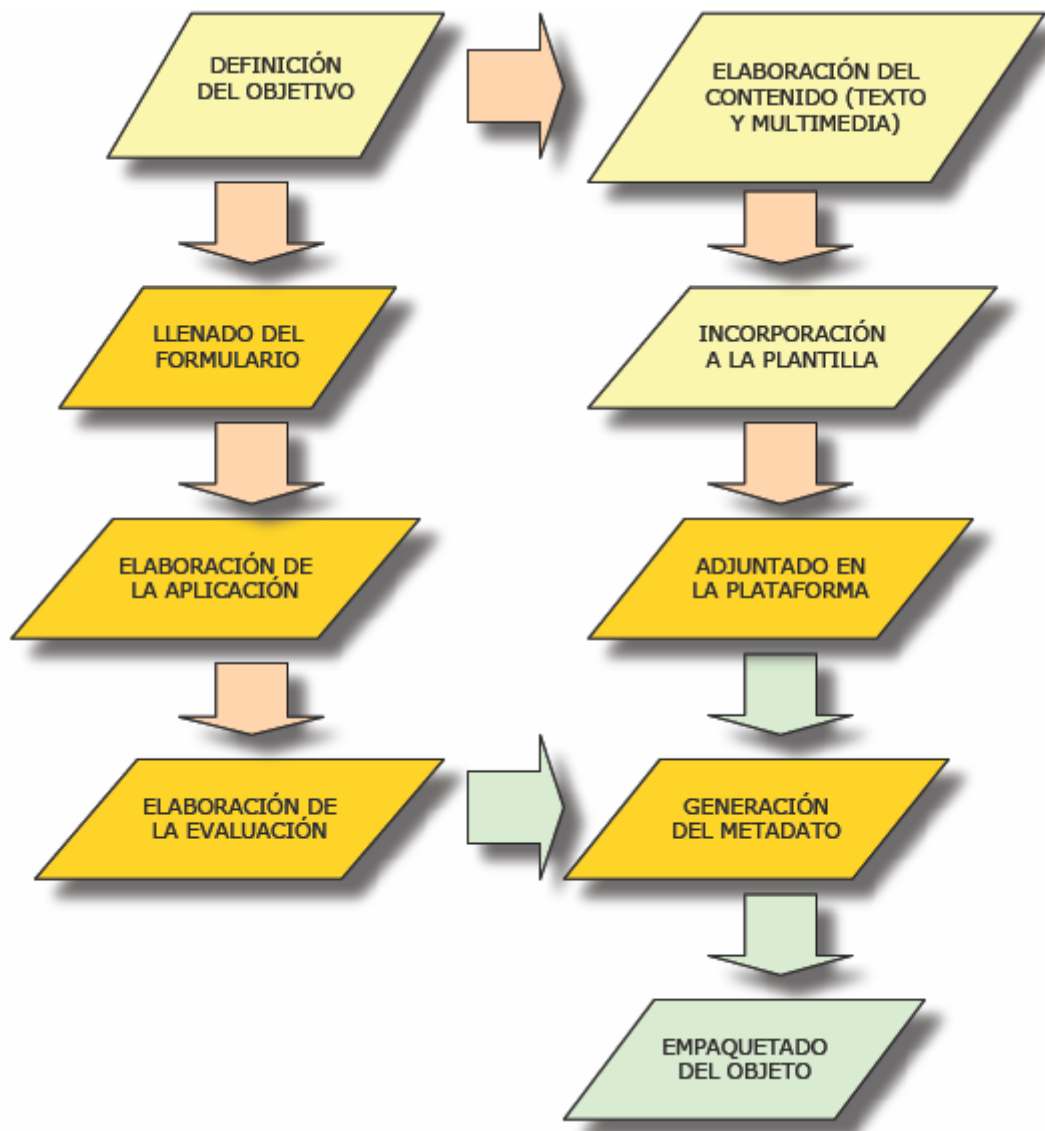 DEFINICIÓN
DEL OBJETIVO
ELABORACIÓN DEL
CONTENIDO (TEXTO
Y MULTIMEDIA)
LLENADO DEL
FORMULARIO
INCORPORACIÓN
A LA PLANTILLA
ELABORACIÓN DE
LA APLICACIÓN
ADJUNTADO EN
LA PLATAFORMA
ELABORACIÓN DE
LA EVALUACIÓN
GENERACIÓN
DEL METADATO
EMPAQUETADO
DEL OBJETO